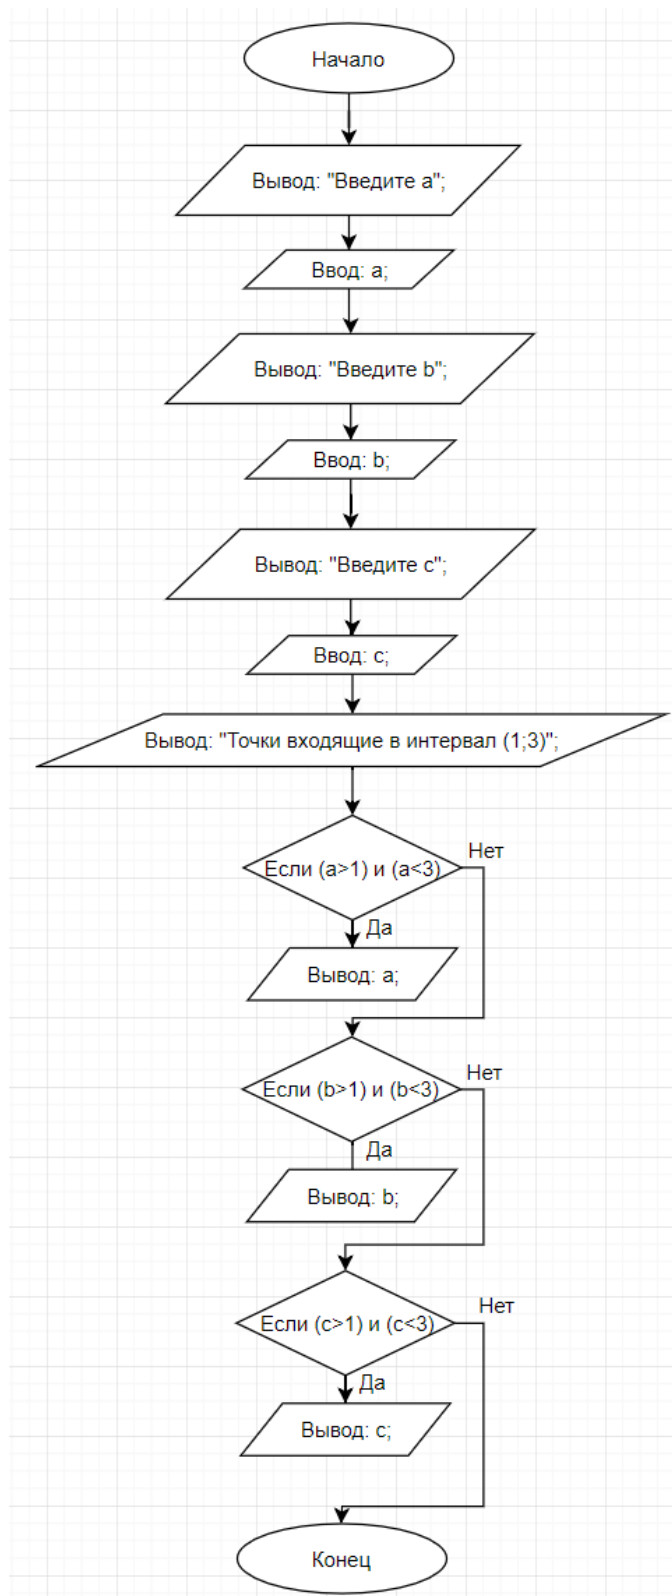 Начало
Вывод: "Введите a";
Ввод: a;
Вывод: "Введите b";
Ввод: b;
Вывод: "Введите c";
Ввод: c;
Вывод: "Точки входящие в интервал (1;3)";
Если (a>1) и (a<3)
Нет
Да
Вывод: a;
Если (b>1) и (b<3)
Нет
Да
Вывод: b;
Если (c>1) и (c<3)
Нет
Да
Вывод: c;
Конец